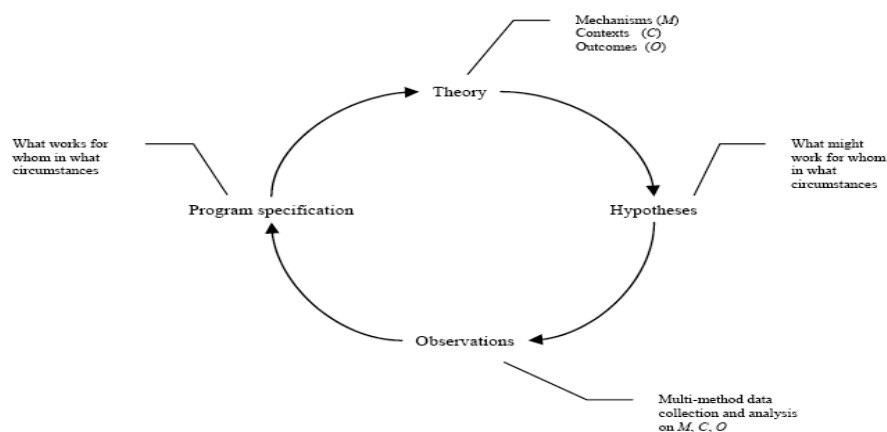 Mechanisms (M)
Contexts (C)
Outcomes (O)
Theory
What works for
whom in what
circumstances
What might
work for whom
in what
circumstances
Program specification
Hypotheses
Observations
Multi-method data
collection and analysis
on M, C, O